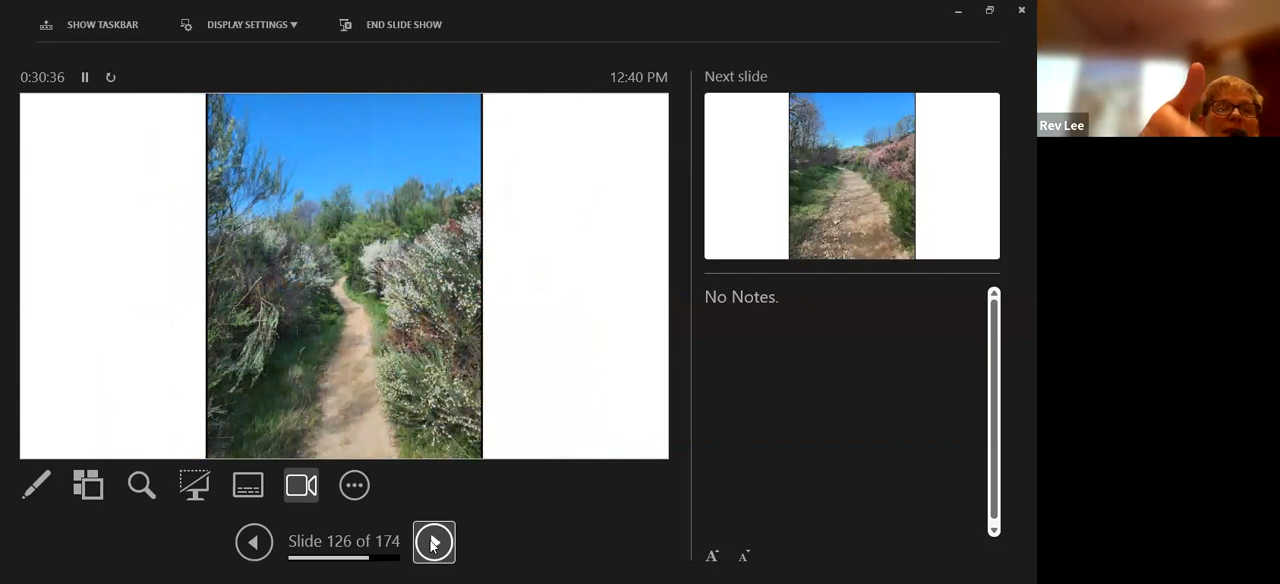 SHOW TASKBAR
DISPLAY SETTINGS
END SLIDE SHOW
0:30:36
12:40 PM
Next slide
Rev Lee
No Notes.
Slide 126 of 174
A
A